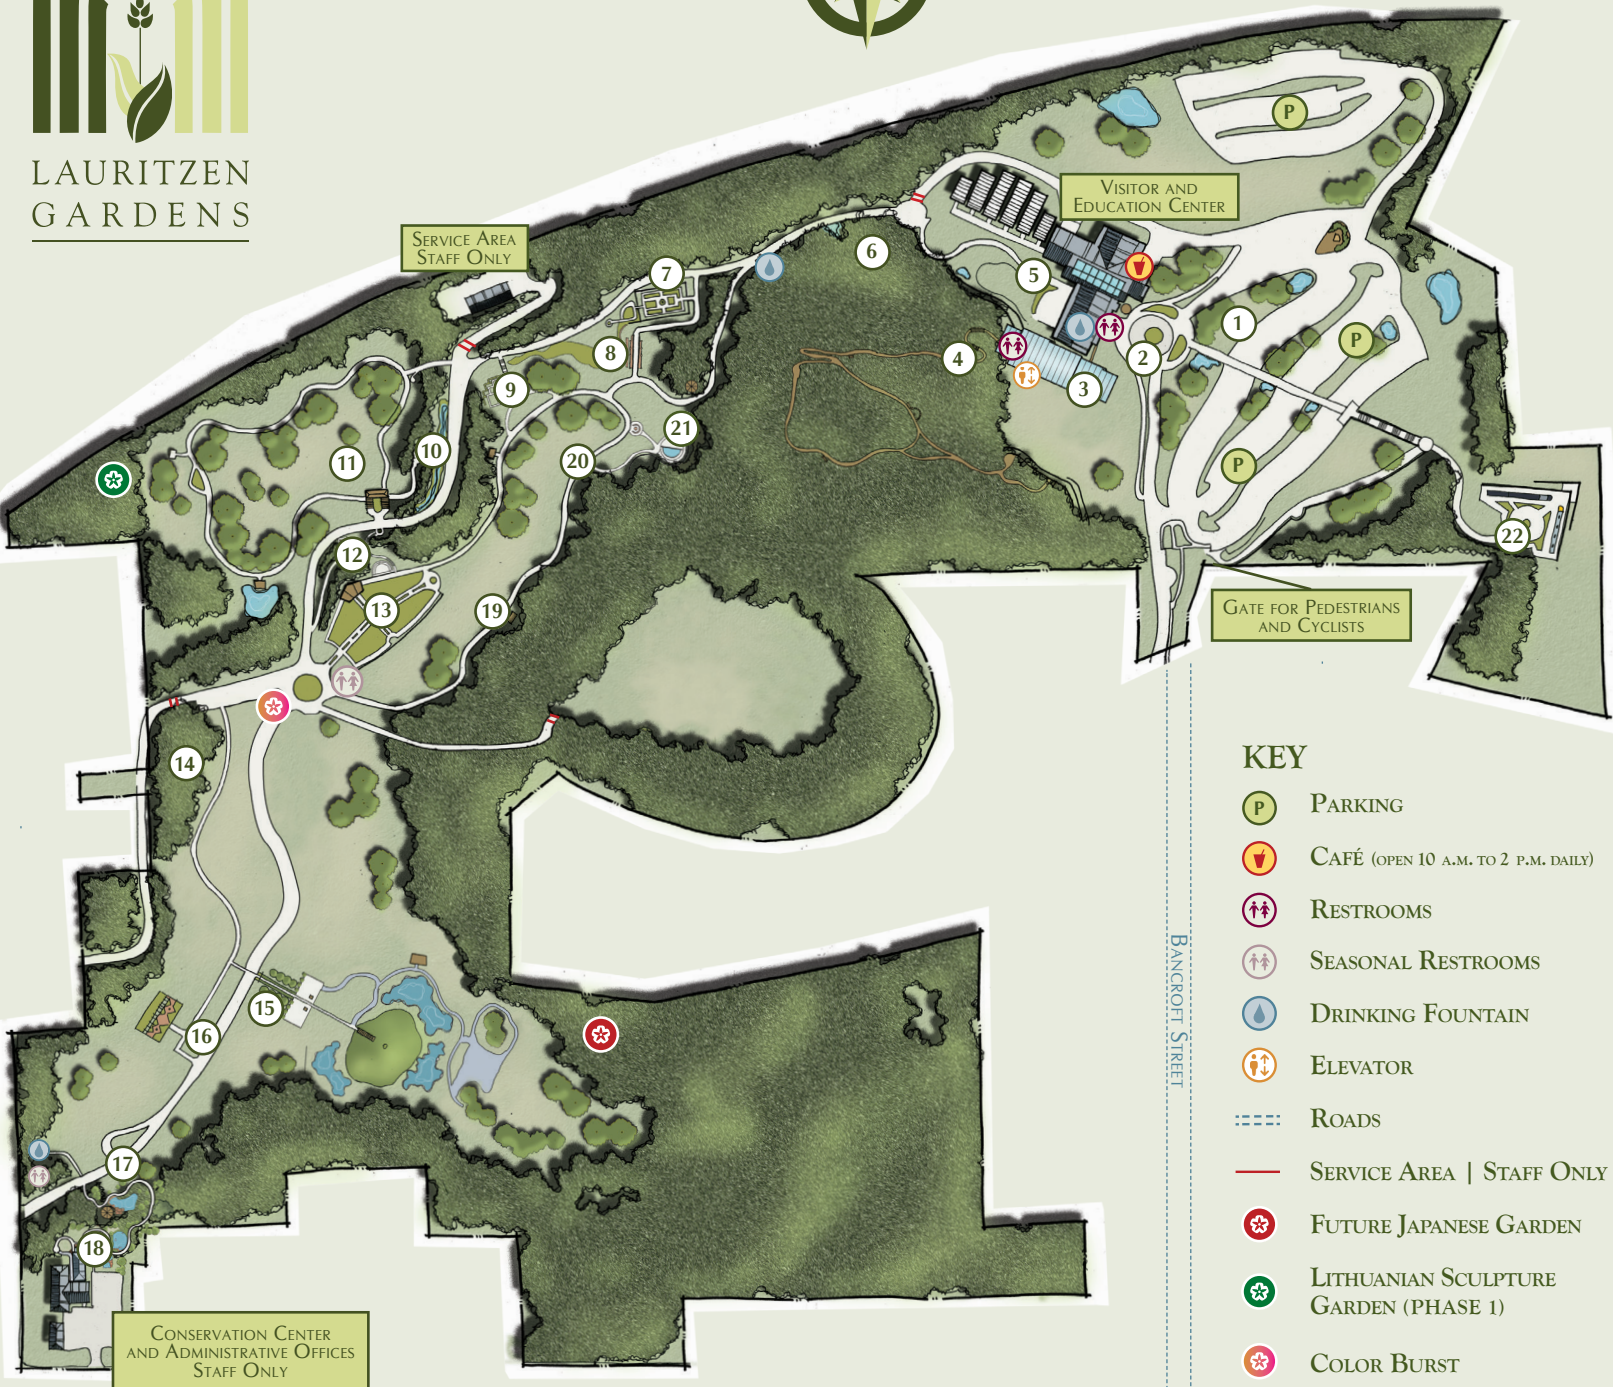 LAURITZEN
GARDENS
SERVICE AREA
STAFF ONLY
VISITOR AND
EDUCATION CENTER
P
P
P
1
2
3
4
5
6
7
8
9
10
11
12
13
14
15
16
17
18
19
20
21
22
GATE FOR PEDESTRIANS
AND CYCLISTS
BANCROFT STREET
CONSERVATION CENTER
AND ADMINISTRATIVE OFFICES
STAFF ONLY
KEY
P PARKING
CAFÉ (OPEN 10 A.M. TO 2 P.M. DAILY)
RESTROOMS
SEASONAL RESTROOMS
DRINKING FOUNTAIN
ELEVATOR
ROADS
SERVICE AREA | STAFF ONLY
FUTURE JAPANESE GARDEN
LITHUANIAN SCULPTURE
GARDEN (PHASE 1)
COLOR BURST